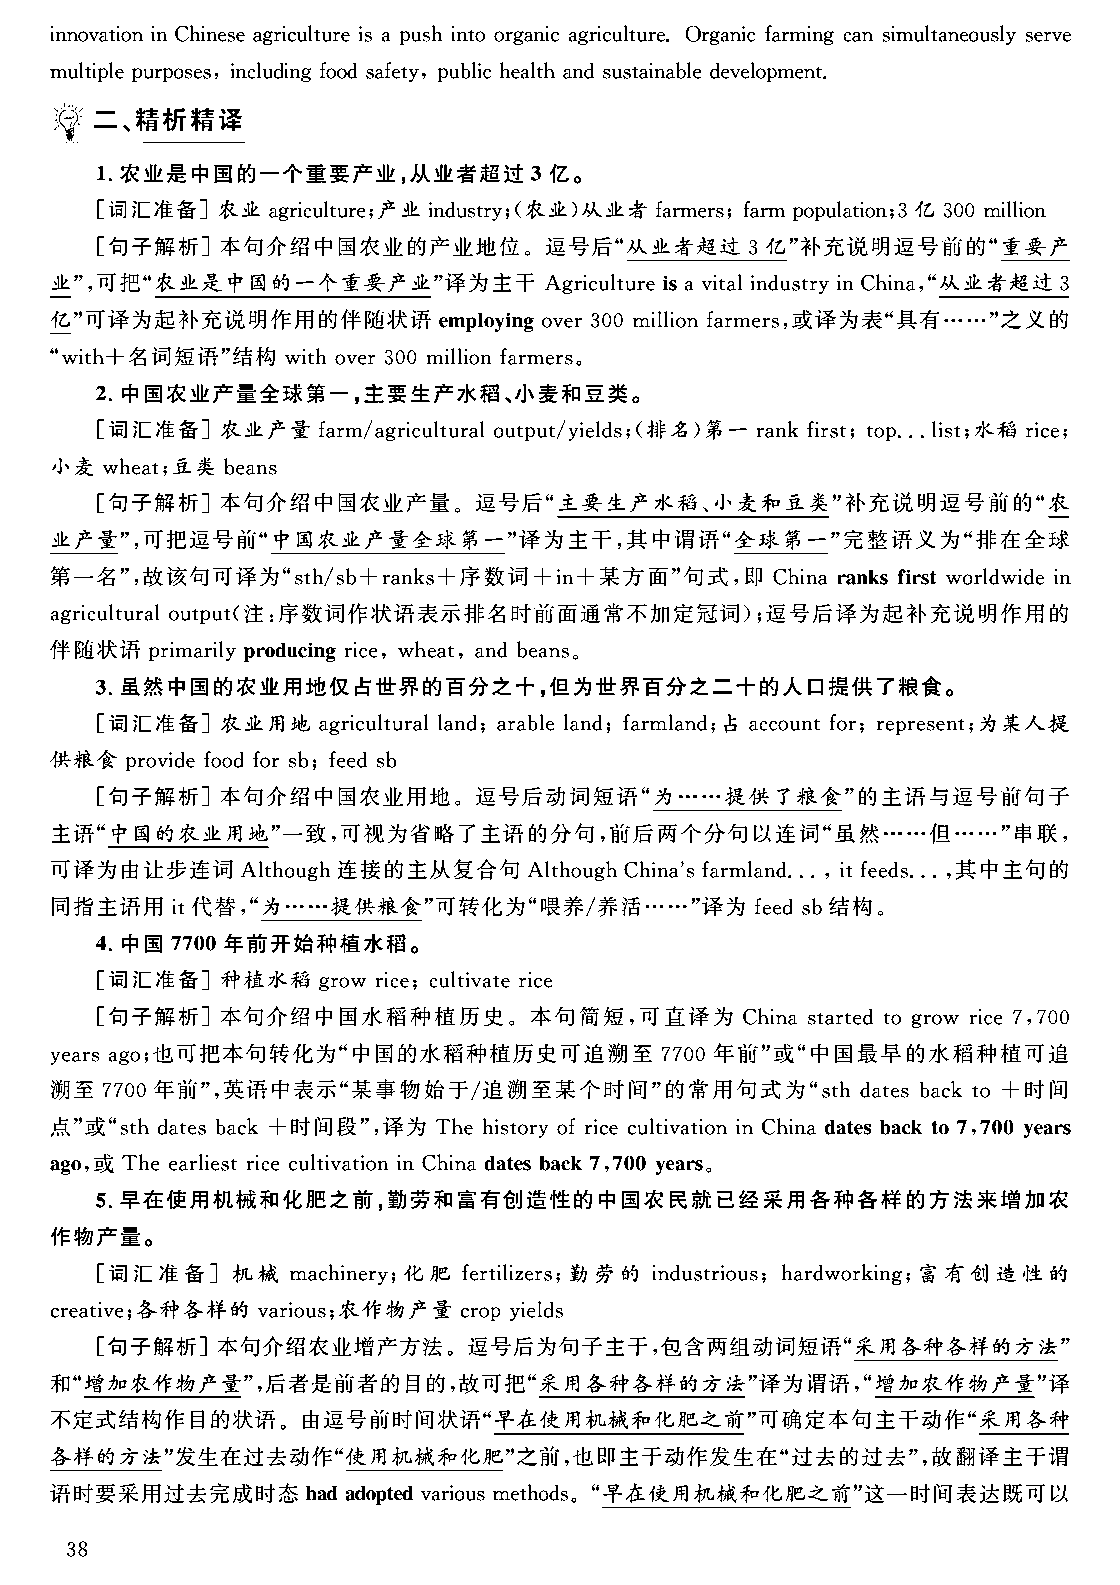 innovation in Chinese agriculture is a push into organic agriculture. Organic farming can simultaneously serve
multiple purposes, including food safety, public health and sustainable development.
二、精析精译
1. 农业是中国的一个重要产业,从业者超过 3 亿。
[词汇准备] 农业 agriculture;产业 industry;(农业)从业者 farmers; farm population;3 亿 300 million
[句子解析] 本句介绍中国农业的产业地位。逗号后“从业者超过 3 亿”补充说明逗号前的“重要产
业”,可把“农业是中国的一个重要产业”译为主干 Agriculture is a vital industry in China,“从业者超过 3
亿”可译为起补充说明作用的伴随状语 employing over 300 million farmers,或译为表“具有……”之义的
“with+名词短语”结构 with over 300 million farmers。
2. 中国农业产量全球第一,主要生产水稻、小麦和豆类。
[词汇准备] 农业产量 farm/agricultural output/yields;(排名)第一 rank first; top... list;水稻 rice;
小麦 wheat;豆类 beans
[句子解析] 本句介绍中国农业产量。逗号后“主要生产水稻、小麦和豆类”补充说明逗号前的“农
业产量”,可把逗号前“中国农业产量全球第一”译为主干,其中谓语“全球第一”完整语义为“排在全球
第一名”,故该句可译为“sth/sb+ranks+序数词+in+某方面”句式,即 China ranks first worldwide in
agricultural output(注:序数词作状语表示排名时前面通常不加定冠词);逗号后译为起补充说明作用的
伴随状语 primarily producing rice, wheat, and beans。
3. 虽然中国的农业用地仅占世界的百分之十,但为世界百分之二十的人口提供了粮食。
[词汇准备] 农业用地 agricultural land; arable land; farmland;占 account for; represent;为某人提
供粮食 provide food for sb; feed sb
[句子解析] 本句介绍中国农业用地。逗号后动词短语“为……提供了粮食”的主语与逗号前句子
主语“中国的农业用地”一致,可视为省略了主语的分句,前后两个分句以连词“虽然……但……”串联,
可译为由让步连词 Although 连接的主从复合句 Although China's farmland..., it feeds...,其中主句的
同指主语用 it 代替,“为……提供粮食”可转化为“喂养/养活……”译为 feed sb 结构。
4. 中国 7700 年前开始种植水稻。
[词汇准备] 种植水稻 grow rice; cultivate rice
[句子解析] 本句介绍中国水稻种植历史。本句简短,可直译为 China started to grow rice 7,700
years ago;也可把本句转化为“中国的水稻种植历史可追溯至 7700 年前”或“中国最早的水稻种植可追
溯至 7700 年前”,英语中表示“某事物始于/追溯至某个时间”的常用句式为“sth dates back to +时间
点”或“sth dates back +时间段”,译为 The history of rice cultivation in China dates back to 7,700 years
ago,或 The earliest rice cultivation in China dates back 7,700 years。
5. 早在使用机械和化肥之前,勤劳和富有创造性的中国农民就已经采用各种各样的方法来增加农
作物产量。
[词汇准备] 机械 machinery;化肥 fertilizers;勤劳的 industrious; hardworking;富有创造性的
creative;各种各样的 various;农作物产量 crop yields
[句子解析] 本句介绍农业增产方法。逗号后为句子主干,包含两组动词短语“采用各种各样的方法”
和“增加农作物产量”,后者是前者的目的,故可把“采用各种各样的方法”译为谓语,“增加农作物产量”译
不定式结构作目的状语。由逗号前时间状语“早在使用机械和化肥之前”可确定本句主干动作“采用各种
各样的方法”发生在过去动作“使用机械和化肥”之前,也即主干动作发生在“过去的过去”,故翻译主干谓
语时要采用过去完成时态 had adopted various methods。“早在使用机械和化肥之前”这一时间表达既可以
38